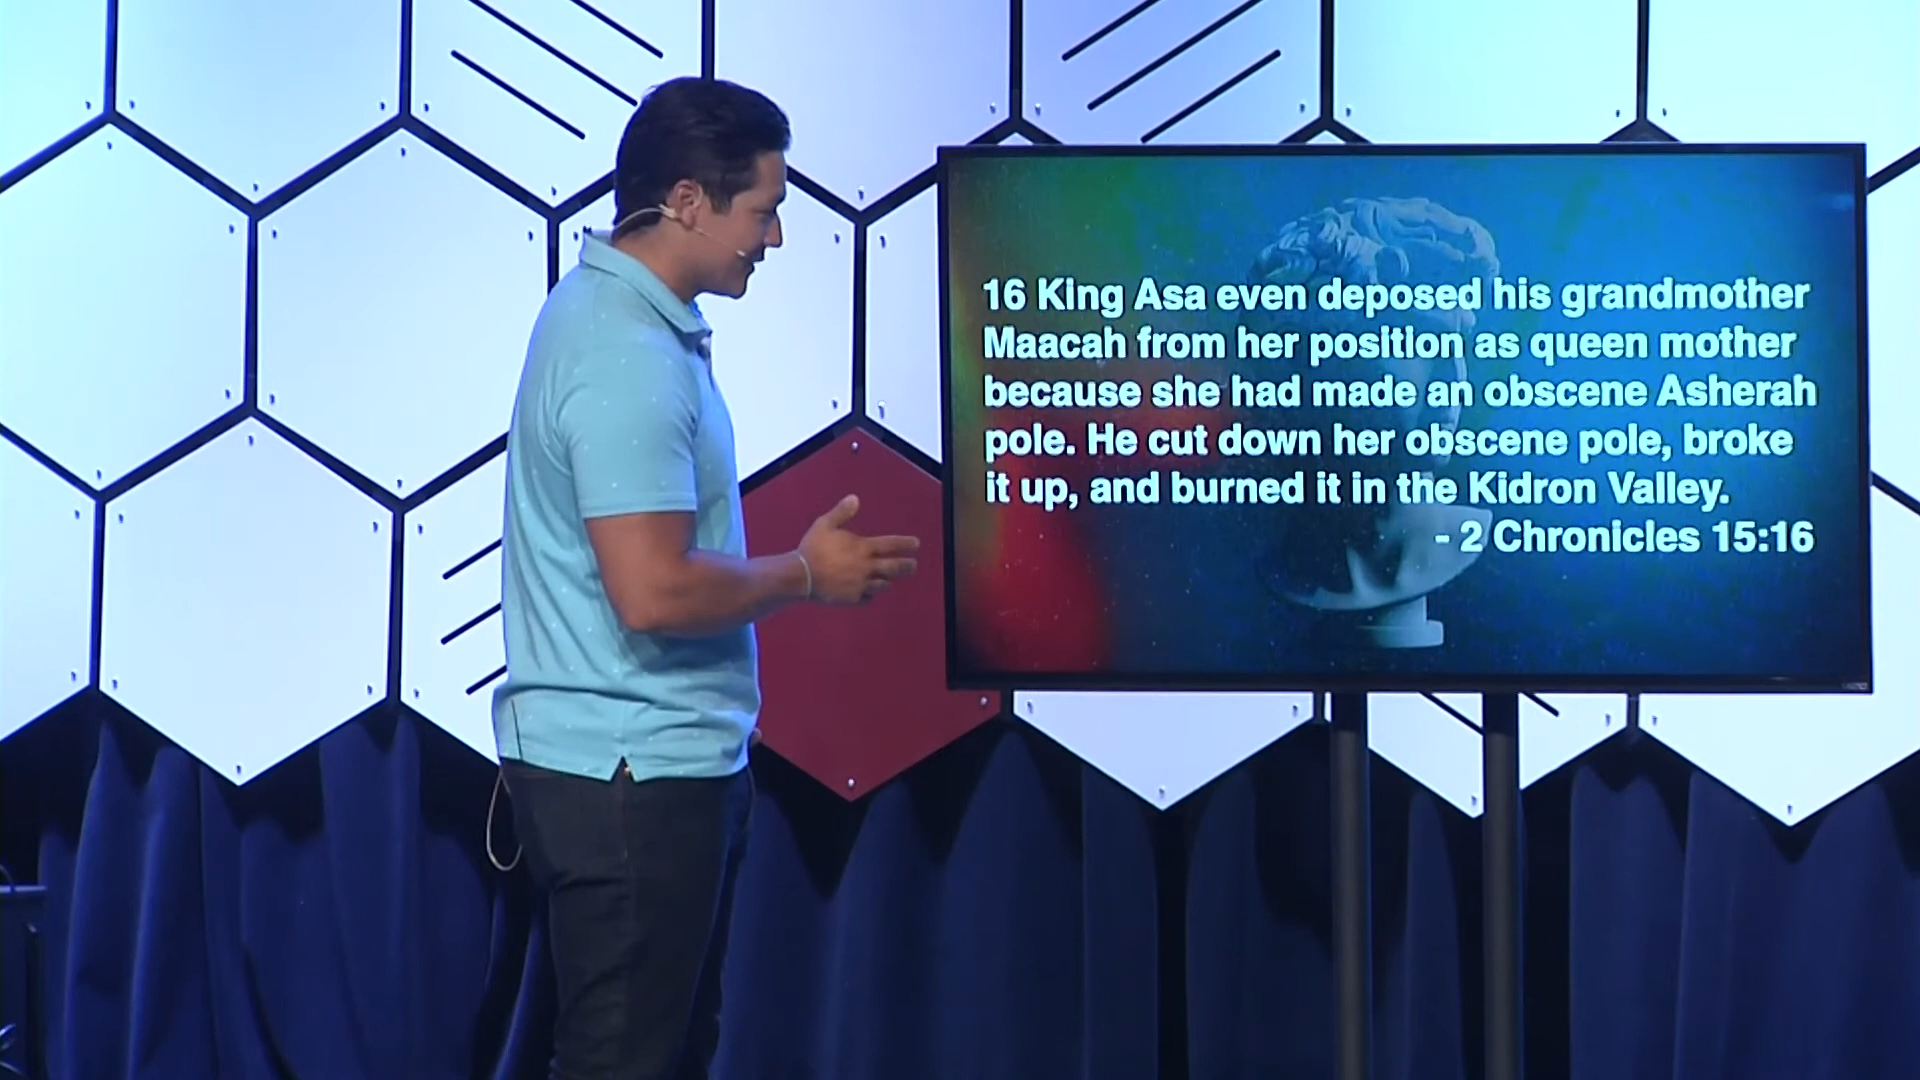 16 King Asa even deposed his grandmother
Maacah from her position as queen mother
because she had made an obscene Asherah
pole. He cut down her obscene pole, broke
it up, and burned it in the Kidron Valley.
- 2 Chronicles 15:16